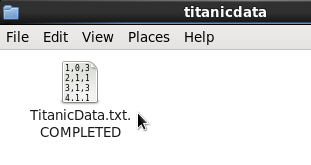 titanicdata
File Edit View Places Help
1,0,3
2,1,1
3,1,3
4.1.1
TitanicData.txt.
COMPLETED